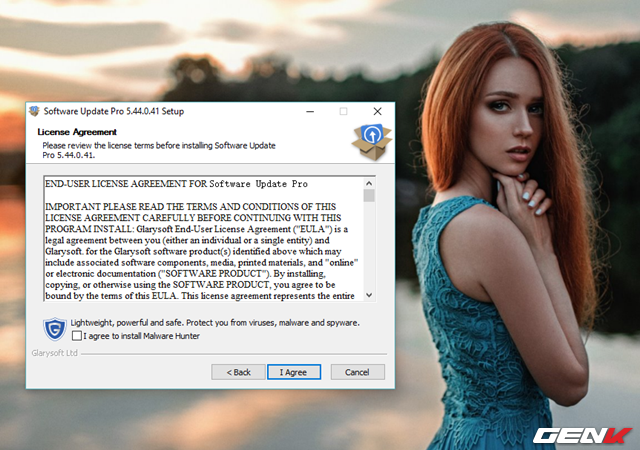 Software Update Pro 5.44.0.41 Setup
License Agreement
Please review the license terms before installing Software Update
Pro 5.44.0.41.
END-USER LICENSE AGREEMENT FOR Software Update Pro
IMPORTANT PLEASE READ THE TERMS AND CONDITIONS OF THIS
LICENSE AGREEMENT CAREFULLY BEFORE CONTINUING WITH THIS
PROGRAM INSTALL: Glarysoft End-User License Agreement ("EULA") is a
legal agreement between you (either an individual or a single entity) and
Glarysoft. for the Glarysoft software product(s) identified above which may
include associated software components, media, printed materials, and "online"
or electronic documentation ("SOFTWARE PRODUCT"). By installing,
copying, or otherwise using the SOFTWARE PRODUCT, you agree to be
bound by the terms of this EULA. This license agreement represents the entire
Lightweight, powerful and safe. Protect you from viruses, malware and spyware.
I agree to install Malware Hunter
Glarysoft Ltd
< Back
I Agree
Cancel
GENK